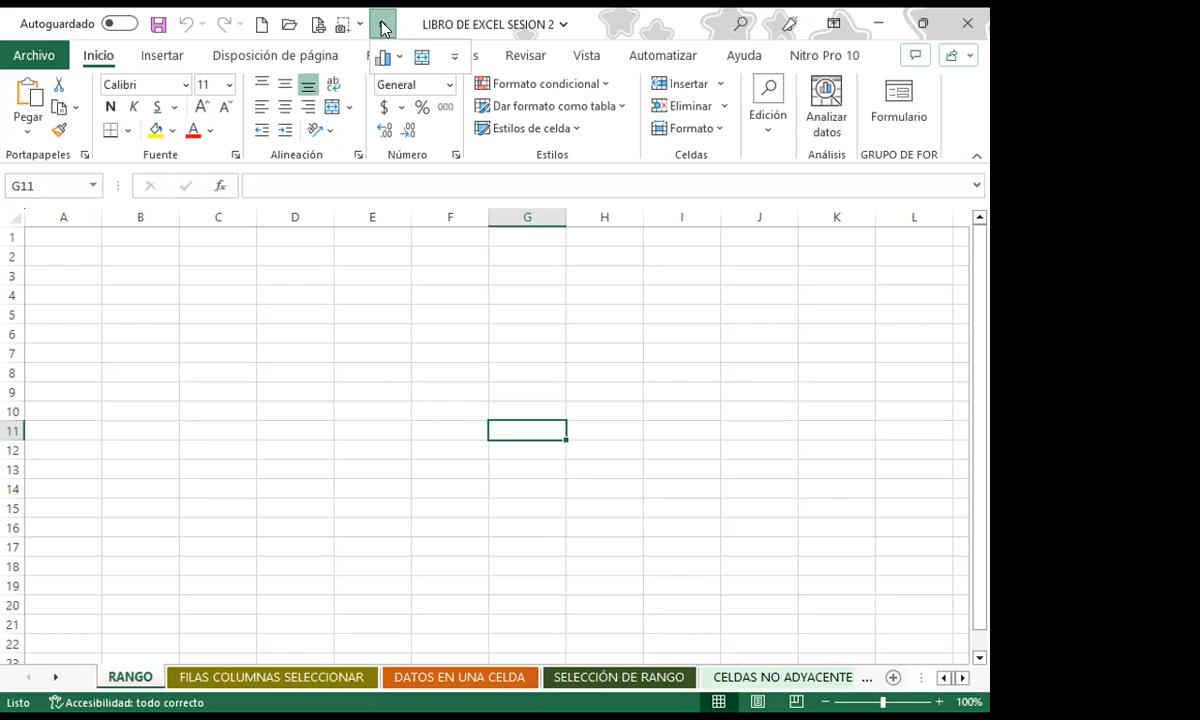 Autoguardado
LIBRO DE EXCEL SESION 2
Archivo Inicio Insertar Disposición de página F s Revisar Vista Automatizar Ayuda Nitro Pro 10
Pegar
Calibri 11
N K S A A
A
General
$ % 000
Formato condicional
Dar formato como tabla
Estilos de celda
Insertar
Eliminar
Formato
Edición
Analizar datos
Formulario
Portapapeles Fuente Alineación Número Estilos Celdas Análisis GRUPO DE FOR
G11 fx
A B C D E F G H I J K L
1
2
3
4
5
6
7
8
9
10
11
12
13
14
15
16
17
18
19
20
21
22
23
RANGO FILAS COLUMNAS SELECCIONAR DATOS EN UNA CELDA SELECCIÓN DE RANGO CELDAS NO ADYACENTE ...
Listo Accesibilidad: todo correcto 100%